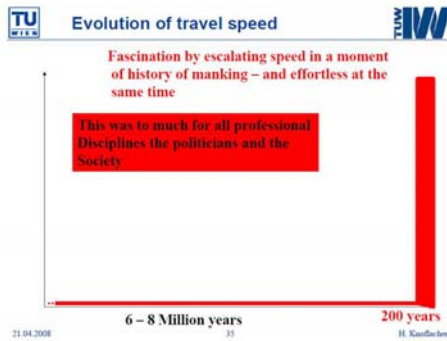 TU
WIEN
Evolution of travel speed
TUW
IVV
Fascination by escalating speed in a moment
of history of manking – and effortless at the
same time
This was to much for all professional
Disciplines the politicians and the
Society
6 – 8 Million years
200 years
21.04.2008
35
H. Knoflacher